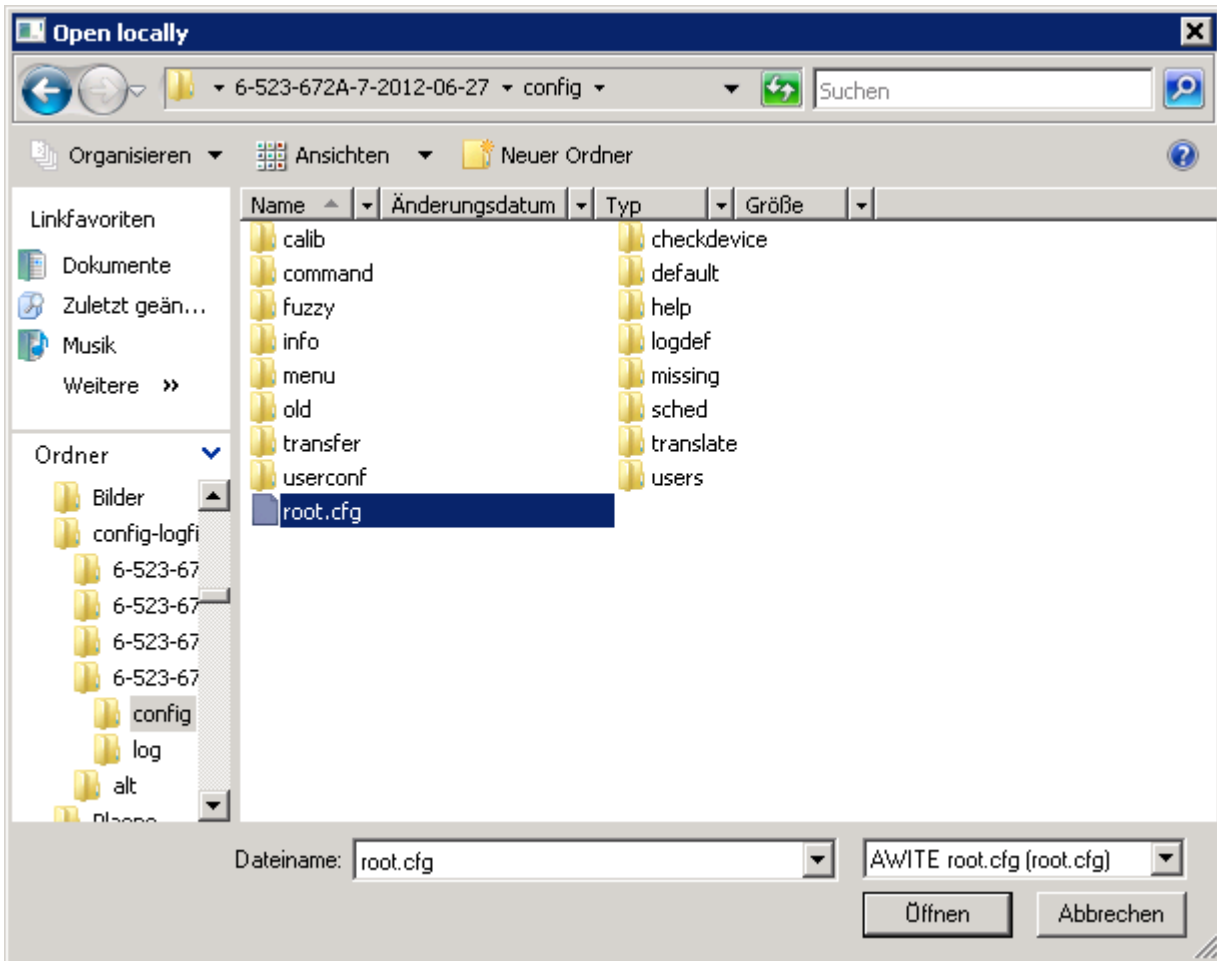 Open locally
6-523-672A-7-2012-06-27 config
Suchen
Organisieren Ansichten Neuer Ordner
Linkfavoriten
Dokumente
Zuletzt geän...
Musik
Weitere »
Ordner
Bilder
config-logfi
6-523-67
6-523-67
6-523-67
6-523-67
config
log
alt
Name Änderungsdatum Typ Größe
calib checkdevice
command default
fuzzy help
info logdef
menu missing
old sched
transfer translate
userconf users
root.cfg
Dateiname: root.cfg AWITE root.cfg (root.cfg)
Öffnen Abbrechen